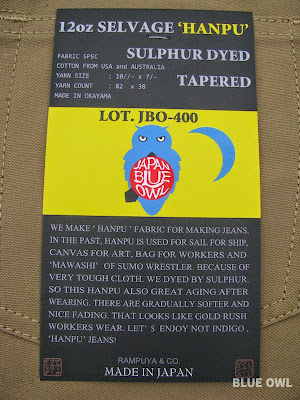 12oz SELVAGE 'HANPU'
SULPHUR DYED
TAPERED
FABRIC SPEC
COTTON FROM USA and AUSTRALIA
YARN SIZE : 10//- x 7/-
YARN COUNT : 82 x 38
MADE IN OKAYAMA
LOT. JBO-400
JAPAN
BLUE
OWL
WE MAKE ' HANPU ' FABRIC FOR MAKING JEANS.
IN THE PAST, HANPU IS USED FOR SAIL FOR SHIP,
CANVAS FOR ART, BAG FOR WORKERS AND
'MAWASHI' OF SUMO WRESTLER. BECAUSE OF
VERY TOUGH CLOTH. WE DYED BY SULPHUR.
SO THIS HANPU ALSO GREAT AGING AFTER
WEARING. THERE ARE GRADUALLY SOFTER AND
NICE FADING. THAT LOOKS LIKE GOLD RUSH
WORKERS WEAR. LET' S ENJOY NOT INDIGO ,
'HANPU' JEANS!
RAMPUYA & CO.
MADE IN JAPAN
BLUE OWL